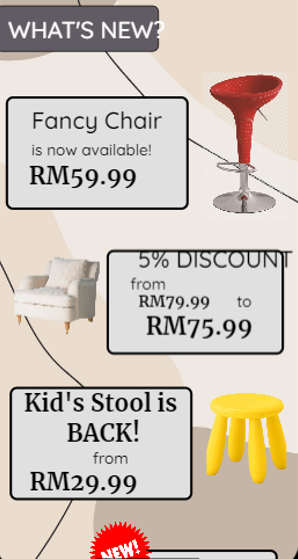 WHAT'S NEW?
Fancy Chair
is now available!
RM59.99
5% DISCOUNT
from
RM79.99 to
RM75.99
Kid's Stool is
BACK!
from
RM29.99
NEW!